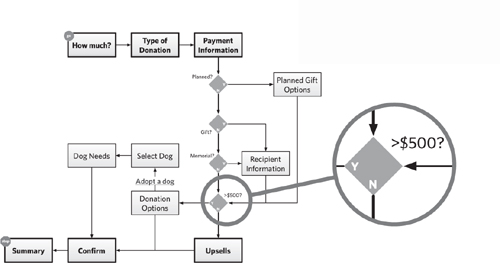 How much?
Type of
Donation
Payment
Information
Planned?
Planned Gift
Options
Gift?
Memorial?
Recipient
Information
Dog Needs
Select Dog
Adopt a dog
Donation
Options
>$500?
>$500?
Y
N
Summary
Confirm
Upsells